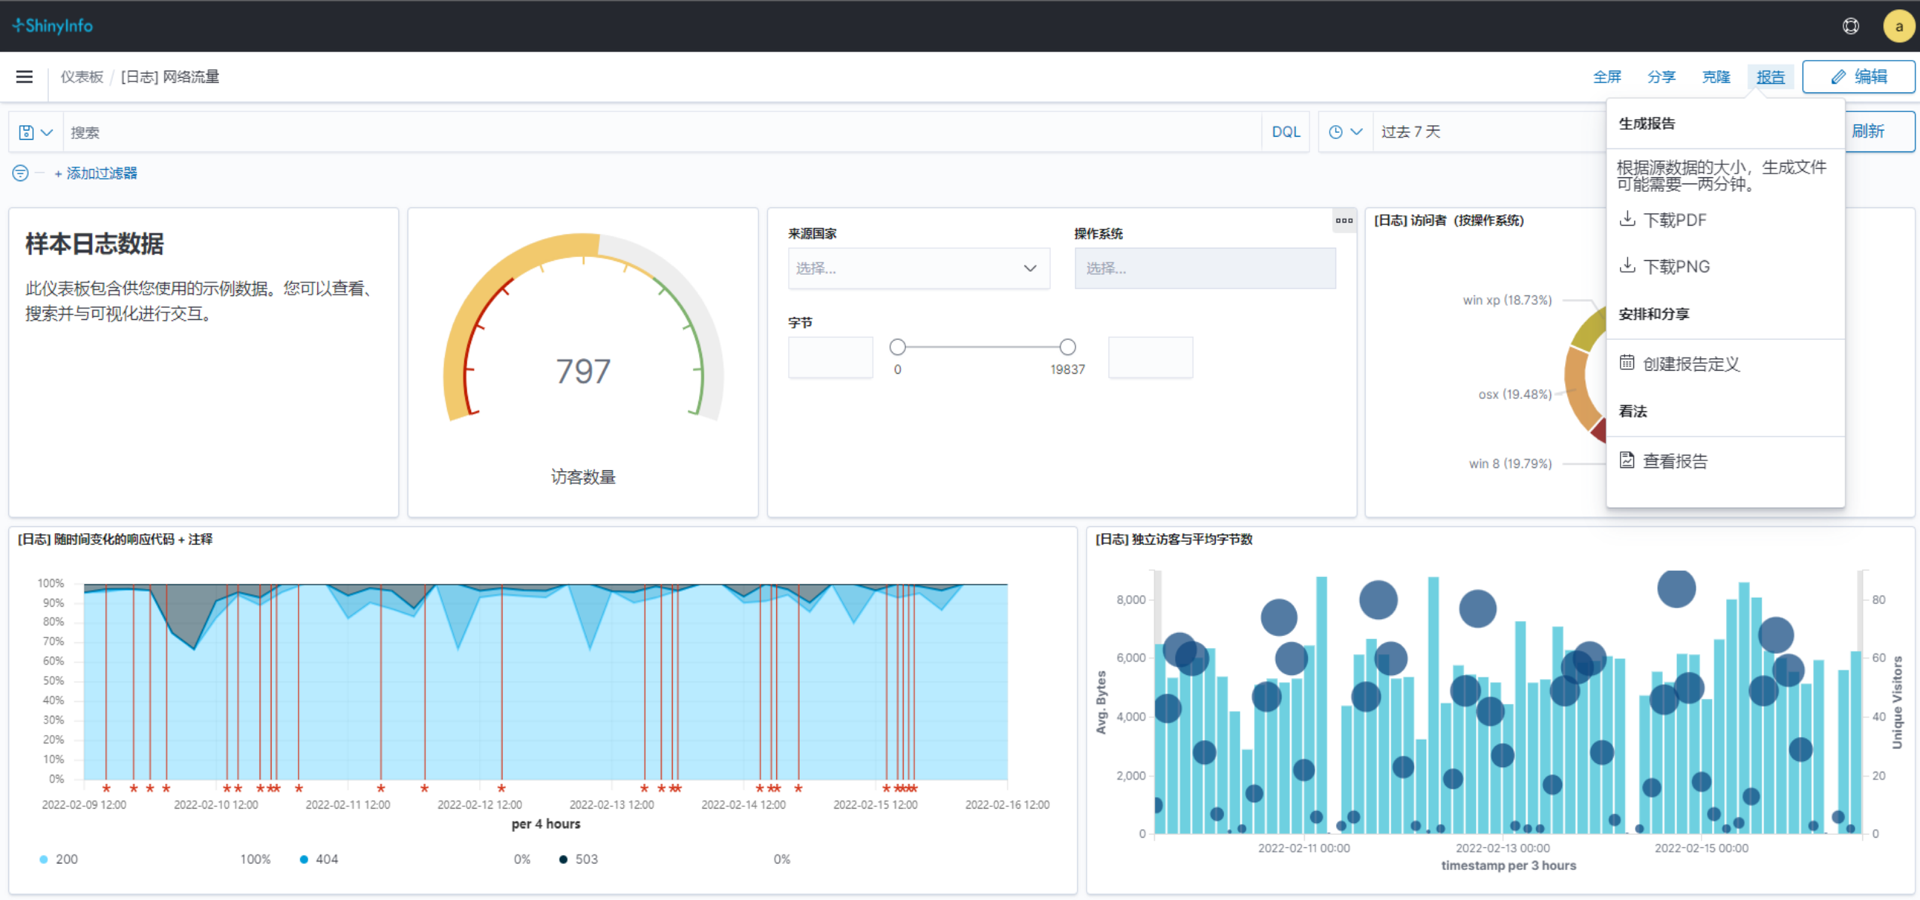 ShinyInfo
a
仪表板 / [日志] 网络流量
全屏
分享
克隆
报告
编辑
搜索
DQL
过去 7 天
刷新
+ 添加过滤器
生成报告
根据源数据的大小，生成文件
可能需要一两分钟。
下载PDF
下载PNG
安排和分享
创建报告定义
看法
查看报告
样本日志数据
此仪表板包含供您使用的示例数据。您可以查看、
搜索并与可视化进行交互。
797
访客数量
来源国家
选择...
操作系统
选择...
字节
0
19837
[日志] 访问者（按操作系统)
win xp (18.73%)
osx (19.48%)
win 8 (19.79%)
[日志] 随时间变化的响应代码 + 注释
100%
90%
80%
70%
60%
50%
40%
30%
20%
10%
0%
2022-02-09 12:00
2022-02-10 12:00
2022-02-11 12:00
2022-02-12 12:00
2022-02-13 12:00
2022-02-14 12:00
2022-02-15 12:00
2022-02-16 12:00
per 4 hours
200 100%
404 0%
503 0%
[日志] 独立访客与平均字节数
Avg. Bytes
8,000
6,000
4,000
2,000
0
80
60
40
20
0
Unique Visitors
2022-02-11 00:00
2022-02-13 00:00
2022-02-15 00:00
timestamp per 3 hours